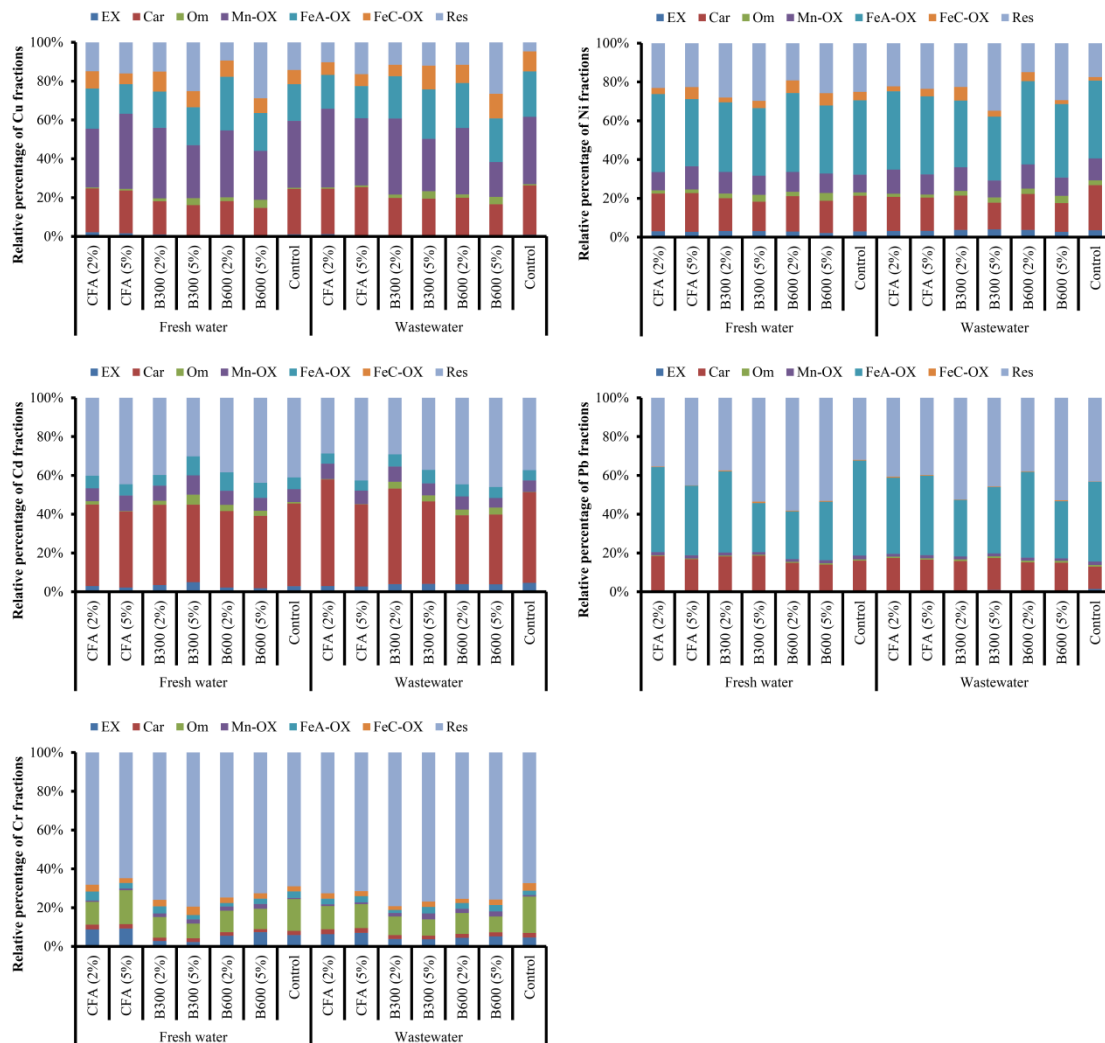 EX Car Om Mn-OX FeA-OX FeC-OX Res
Relative percentage of Cu fractions
100%
80%
60%
40%
20%
0%
CFA (2%) CFA (5%) B300 (2%) B300 (5%) B600 (2%) B600 (5%) Control CFA (2%) CFA (5%) B300 (2%) B300 (5%) B600 (2%) B600 (5%) Control
Fresh water Wastewater
EX Car Om Mn-OX FeA-OX FeC-OX Res
Relative percentage of Ni fractions
100%
80%
60%
40%
20%
0%
CFA (2%) CFA (5%) B300 (2%) B300 (5%) B600 (2%) B600 (5%) Control CFA (2%) CFA (5%) B300 (2%) B300 (5%) B600 (2%) B600 (5%) Control
Fresh water Wastewater
EX Car Om Mn-OX FeA-OX FeC-OX Res
Relative percentage of Cd fractions
100%
80%
60%
40%
20%
0%
CFA (2%) CFA (5%) B300 (2%) B300 (5%) B600 (2%) B600 (5%) Control CFA (2%) CFA (5%) B300 (2%) B300 (5%) B600 (2%) B600 (5%) Control
Fresh water Wastewater
EX Car Om Mn-OX FeA-OX FeC-OX Res
Relative percentage of Pb fractions
100%
80%
60%
40%
20%
0%
CFA (2%) CFA (5%) B300 (2%) B300 (5%) B600 (2%) B600 (5%) Control CFA (2%) CFA (5%) B300 (2%) B300 (5%) B600 (2%) B600 (5%) Control
Fresh water Wastewater
EX Car Om Mn-OX FeA-OX FeC-OX Res
Relative percentage of Cr fractions
100%
80%
60%
40%
20%
0%
CFA (2%) CFA (5%) B300 (2%) B300 (5%) B600 (2%) B600 (5%) Control CFA (2%) CFA (5%) B300 (2%) B300 (5%) B600 (2%) B600 (5%) Control
Fresh water Wastewater